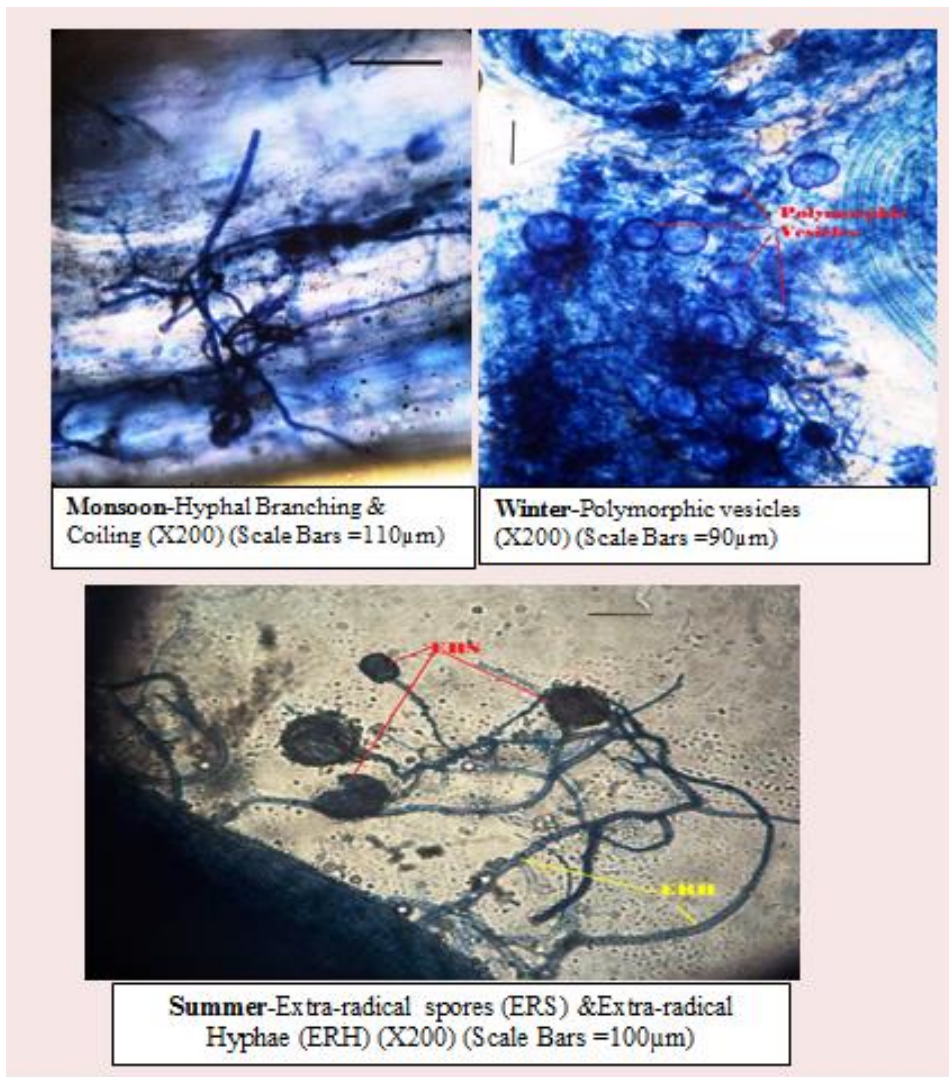 Polymorphic
Vesicles
Monsoon-Hyphal Branching &
Coiling (X200) (Scale Bars =110µm)
Winter-Polymorphic vesicles
(X200) (Scale Bars =90µm)
ERS
ERH
Summer-Extra-radical spores (ERS) &Extra-radical
Hyphae (ERH) (X200) (Scale Bars =100µm)